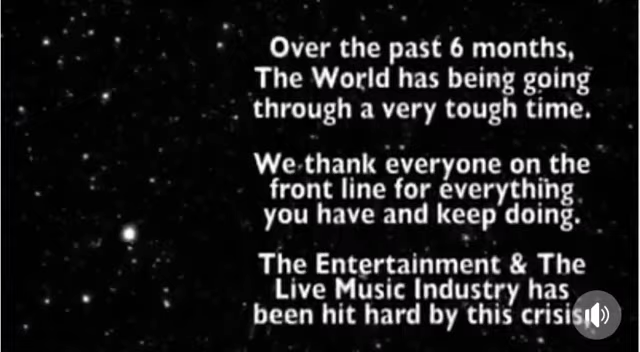 Over the past 6 months,
The World has being going
through a very tough time.
We thank everyone on the
front line for everything
you have and keep doing.
The Entertainment & The
Live Music Industry has
been hit hard by this crisis,